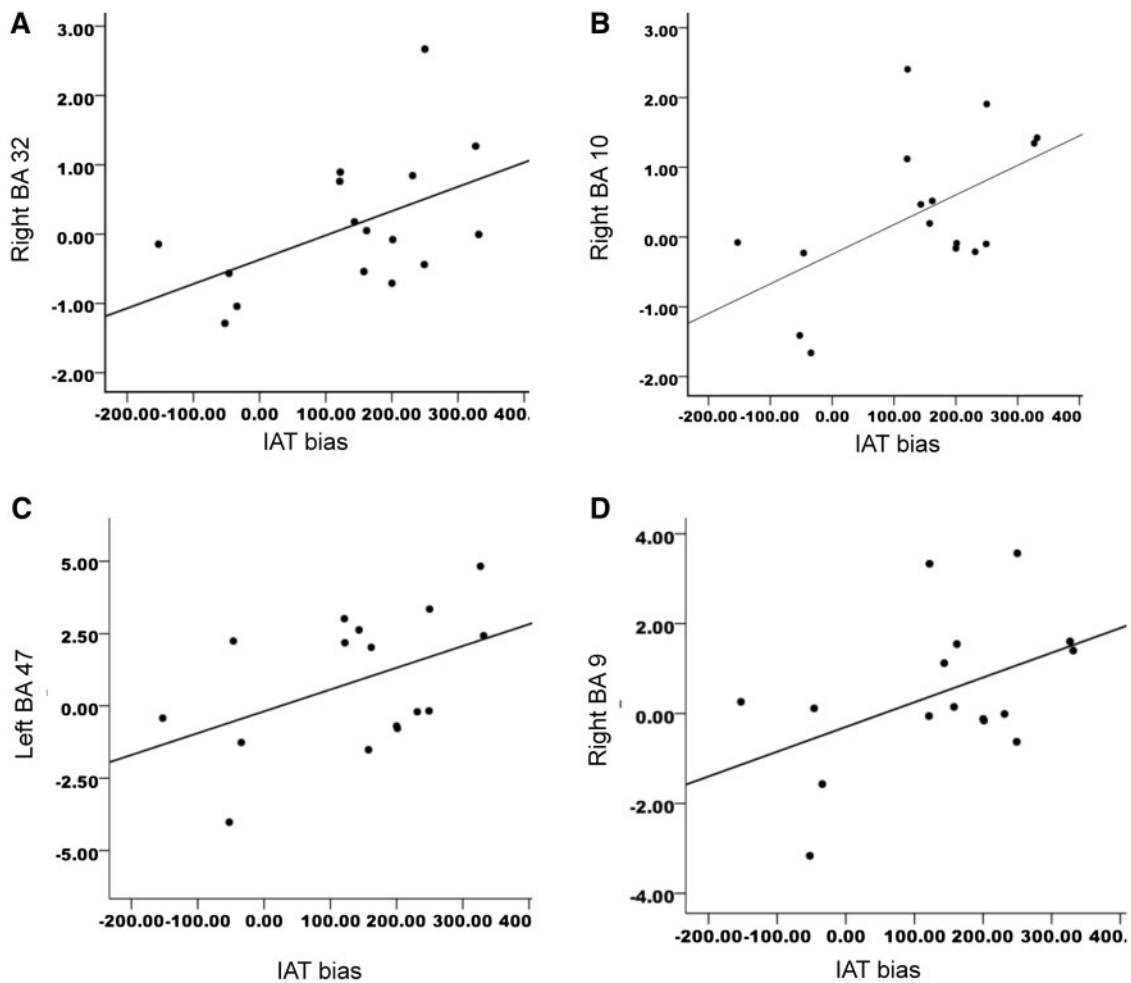 A
3.00
2.00
1.00
0.00
-1.00
-2.00
Right BA 32
-200.00-100.00 0.00 100.00 200.00 300.00 400.
IAT bias
B
3.00
2.00
1.00
0.00
-1.00
-2.00
Right BA 10
-200.00-100.00 0.00 100.00 200.00 300.00 400
IAT bias
C
5.00
2.50
0.00
-2.50
-5.00
Left BA 47
-200.00-100.00 0.00 100.00 200.00 300.00 400
IAT bias
D
4.00
2.00
0.00
-2.00
-4.00
Right BA 9
-200.00-100.00 0.00 100.00 200.00 300.00 400.
IAT bias